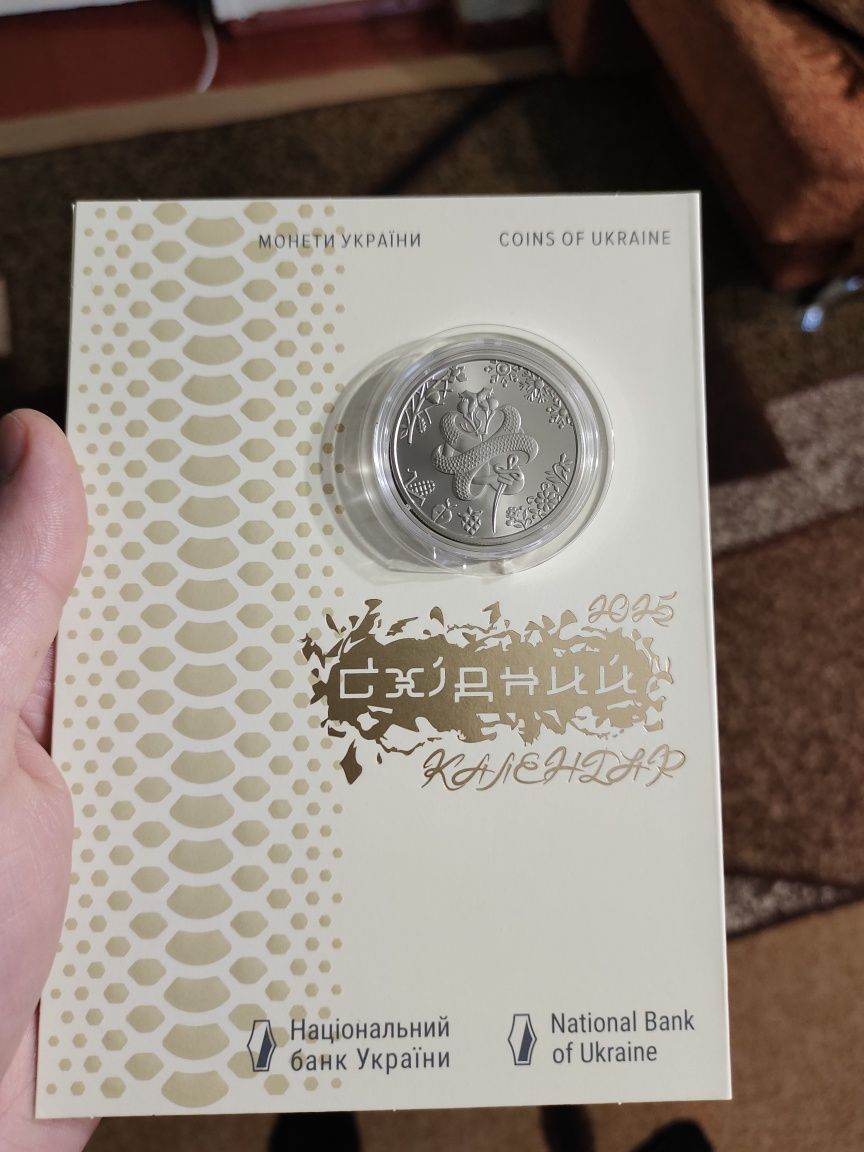 МОНЕТИ УКРАЇНИ
COINS OF UKRAINE
2025
СХІДНИЙ
КАЛЕНДАР
Національний
банк України
National Bank
of Ukraine